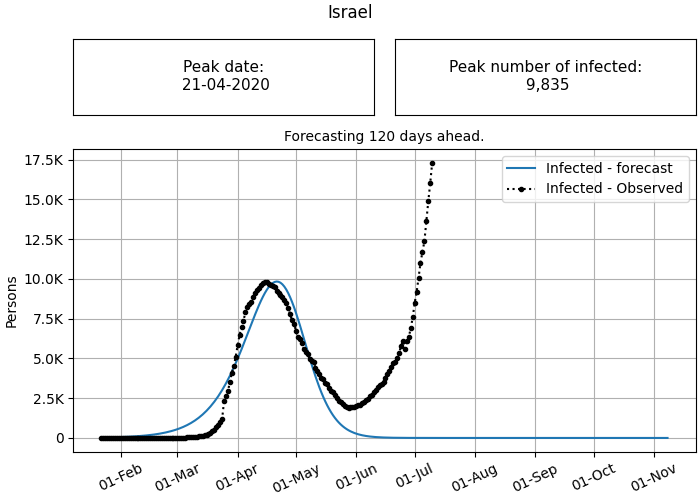 Israel
Peak date:
21-04-2020
Peak number of infected:
9,835
Forecasting 120 days ahead.
17.5K
15.0K
12.5K
10.0K
7.5K
5.0K
2.5K
0
Persons
Infected - forecast
Infected - Observed
01-Feb
01-Mar
01-Apr
01-May
01-Jun
01-Jul
01-Aug
01-Sep
01-Oct
01-Nov